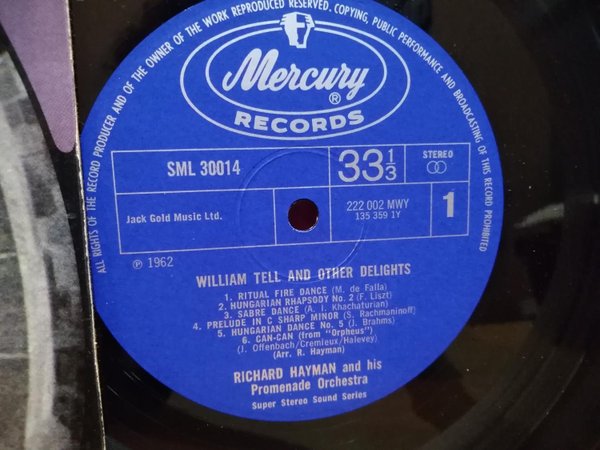 ALL RIGHTS OF THE RECORD PRODUCER AND OF THE OWNER OF THE WORK REPRODUCED RESERVED. COPYING, PUBLIC PERFORMANCE AND BROADCASTING OF THIS RECORD PROHIBITED
Mercury ®
RECORDS
SML 30014
33 1/3
STEREO
Jack Gold Music Ltd.
222 002 MWY
135 359 1Y
1
℗ 1962
WILLIAM TELL AND OTHER DELIGHTS
1. RITUAL FIRE DANCE (M. de Falla)
2. HUNGARIAN RHAPSODY No. 2 (F. Liszt)
3. SABRE DANCE (A. I. Khachaturian)
4. PRELUDE IN C SHARP MINOR (S. Rachmaninoff)
5. HUNGARIAN DANCE No. 5 (J. Brahms)
6. CAN-CAN (from "Orpheus")
(J. Offenbach/Cremieux/Halevey)
(Arr. R. Hayman)
RICHARD HAYMAN and his
Promenade Orchestra
Super Stereo Sound Series